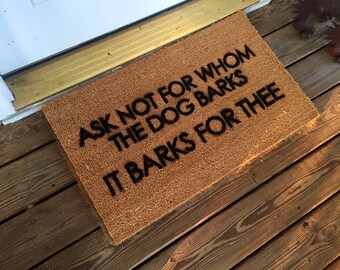 ASK NOT FOR WHOM
THE DOG BARKS
IT BARKS FOR THEE